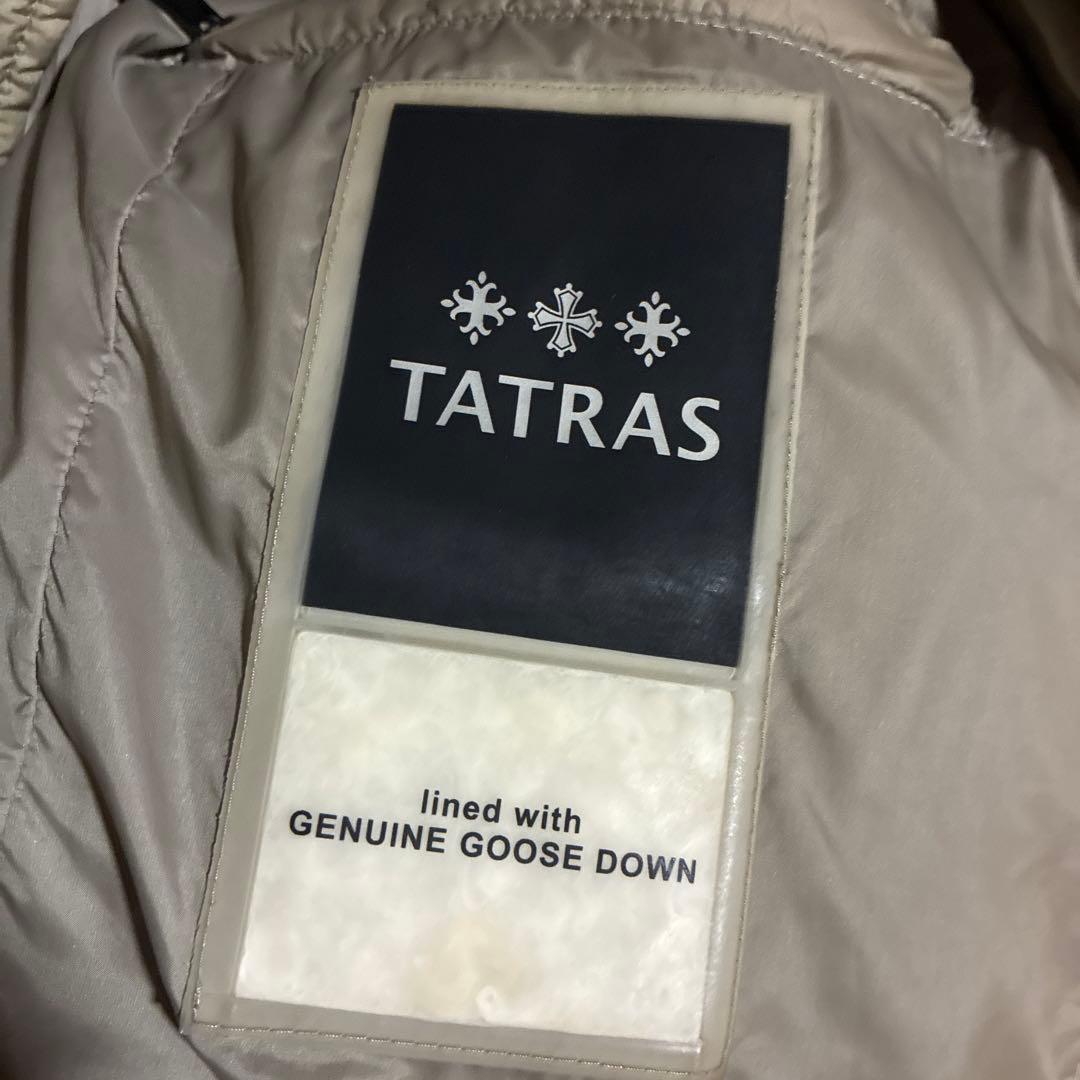 TATRAS
lined with
GENUINE GOOSE DOWN